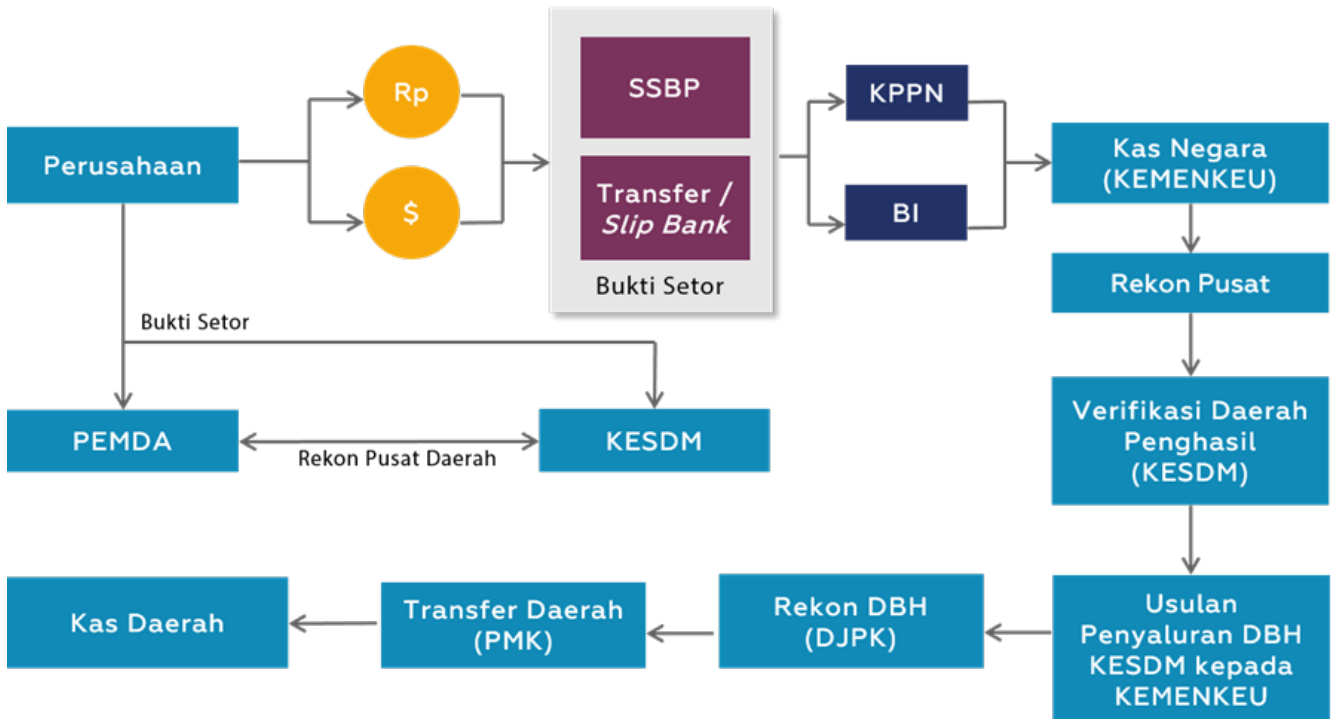 Perusahaan
Rp
$
SSBP
Transfer /
Slip Bank
Bukti Setor
KPPN
BI
Kas Negara
(KEMENKEU)
Rekon Pusat
Bukti Setor
PEMDA
Rekon Pusat Daerah
KESDM
Verifikasi Daerah
Penghasil
(KESDM)
Usulan
Penyaluran DBH
KESDM kepada
KEMENKEU
Rekon DBH
(DJPK)
Transfer Daerah
(PMK)
Kas Daerah